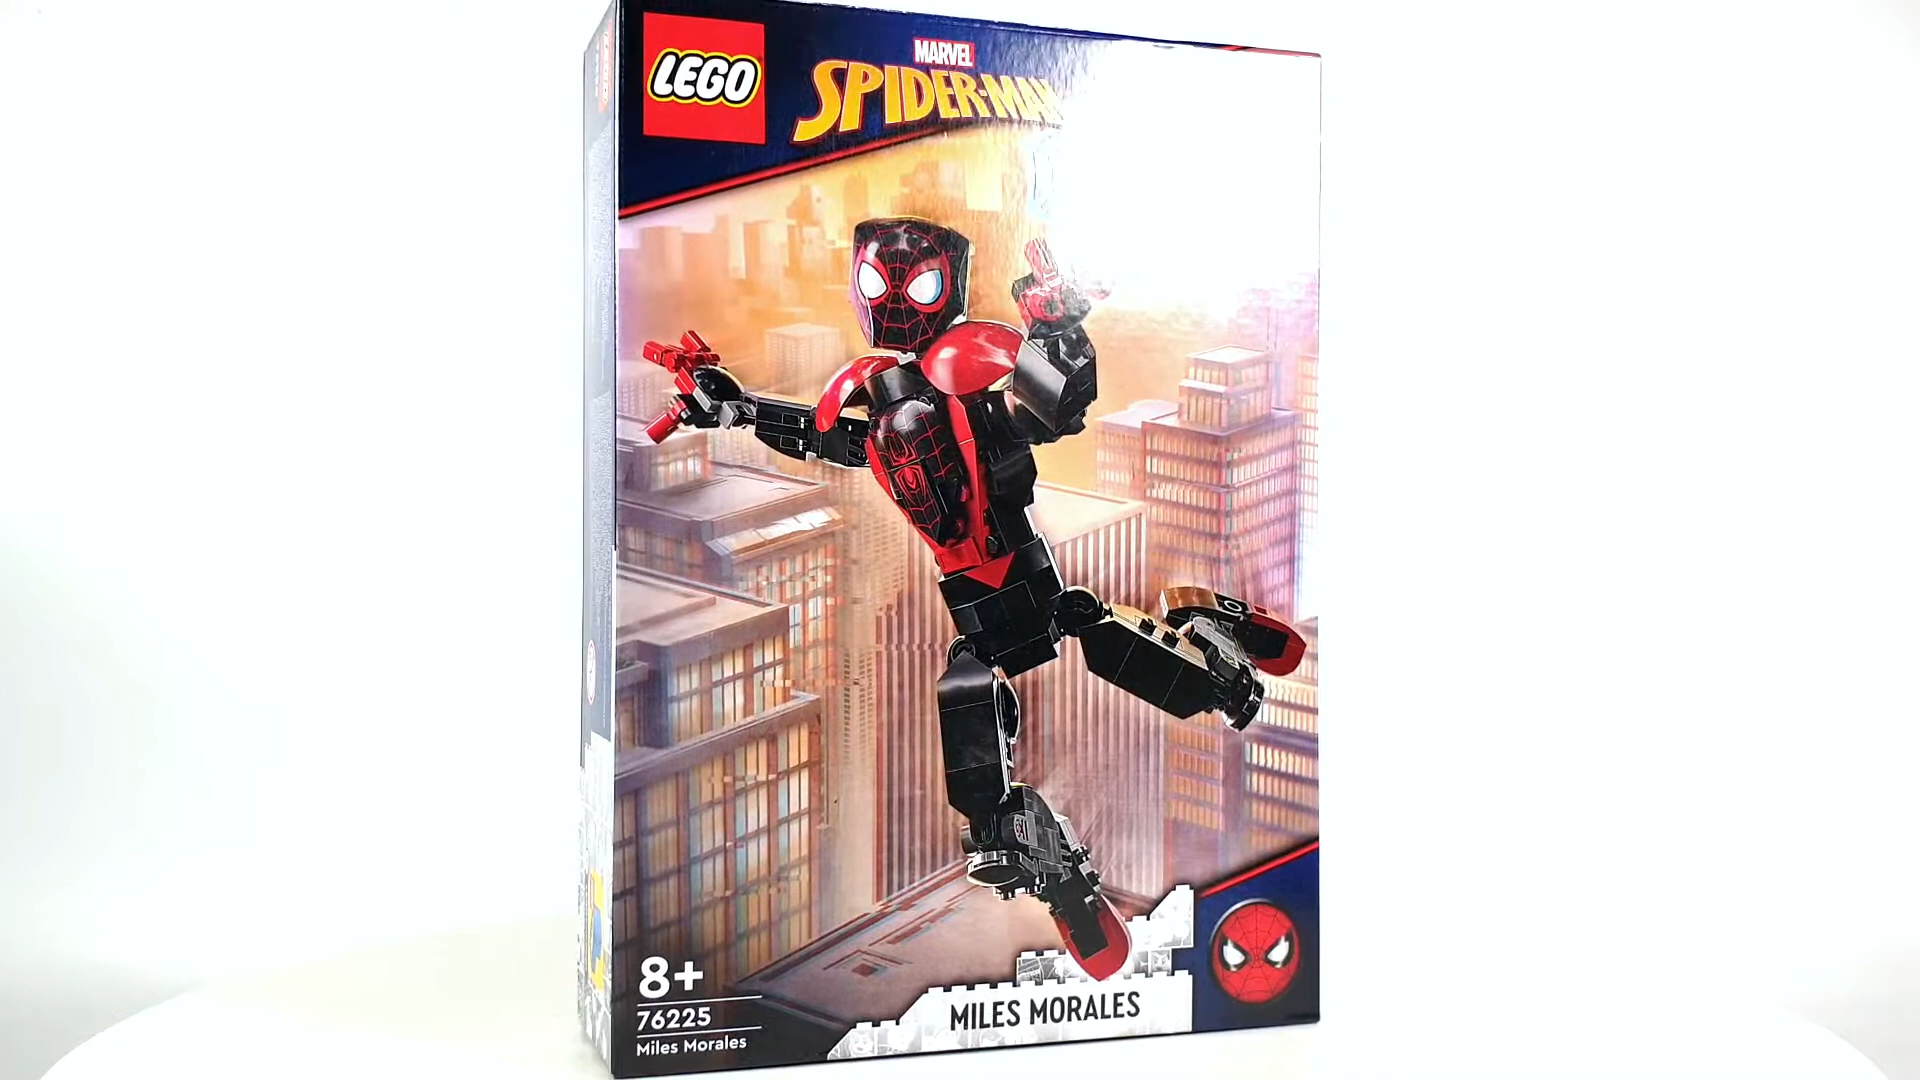 LEGO
MARVEL
SPIDER-MAN
8+
76225
Miles Morales
MILES MORALES